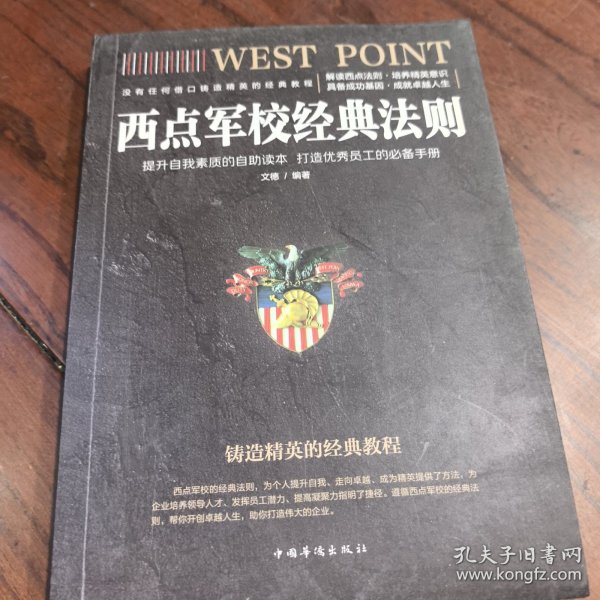 WEST POINT
没有任何借口铸造精英的经典教程
解读西点法则·培养精英意识
具备成功基因·成就卓越人生
西点军校经典法则
提升自我素质的自助读本 打造优秀员工的必备手册
文德 / 编著
WEST POINT
铸造精英的经典教程
西点军校的经典法则,为个人提升自我、走向卓越、成为精英提供了方法,为
企业培养领导人才、发挥员工潜力、提高凝聚力指明了捷径。遵循西点军校的经典法
则,帮你开创卓越人生,助你打造伟大的企业。
中国华侨出版社
孔夫子旧书网
www.kongfz.com